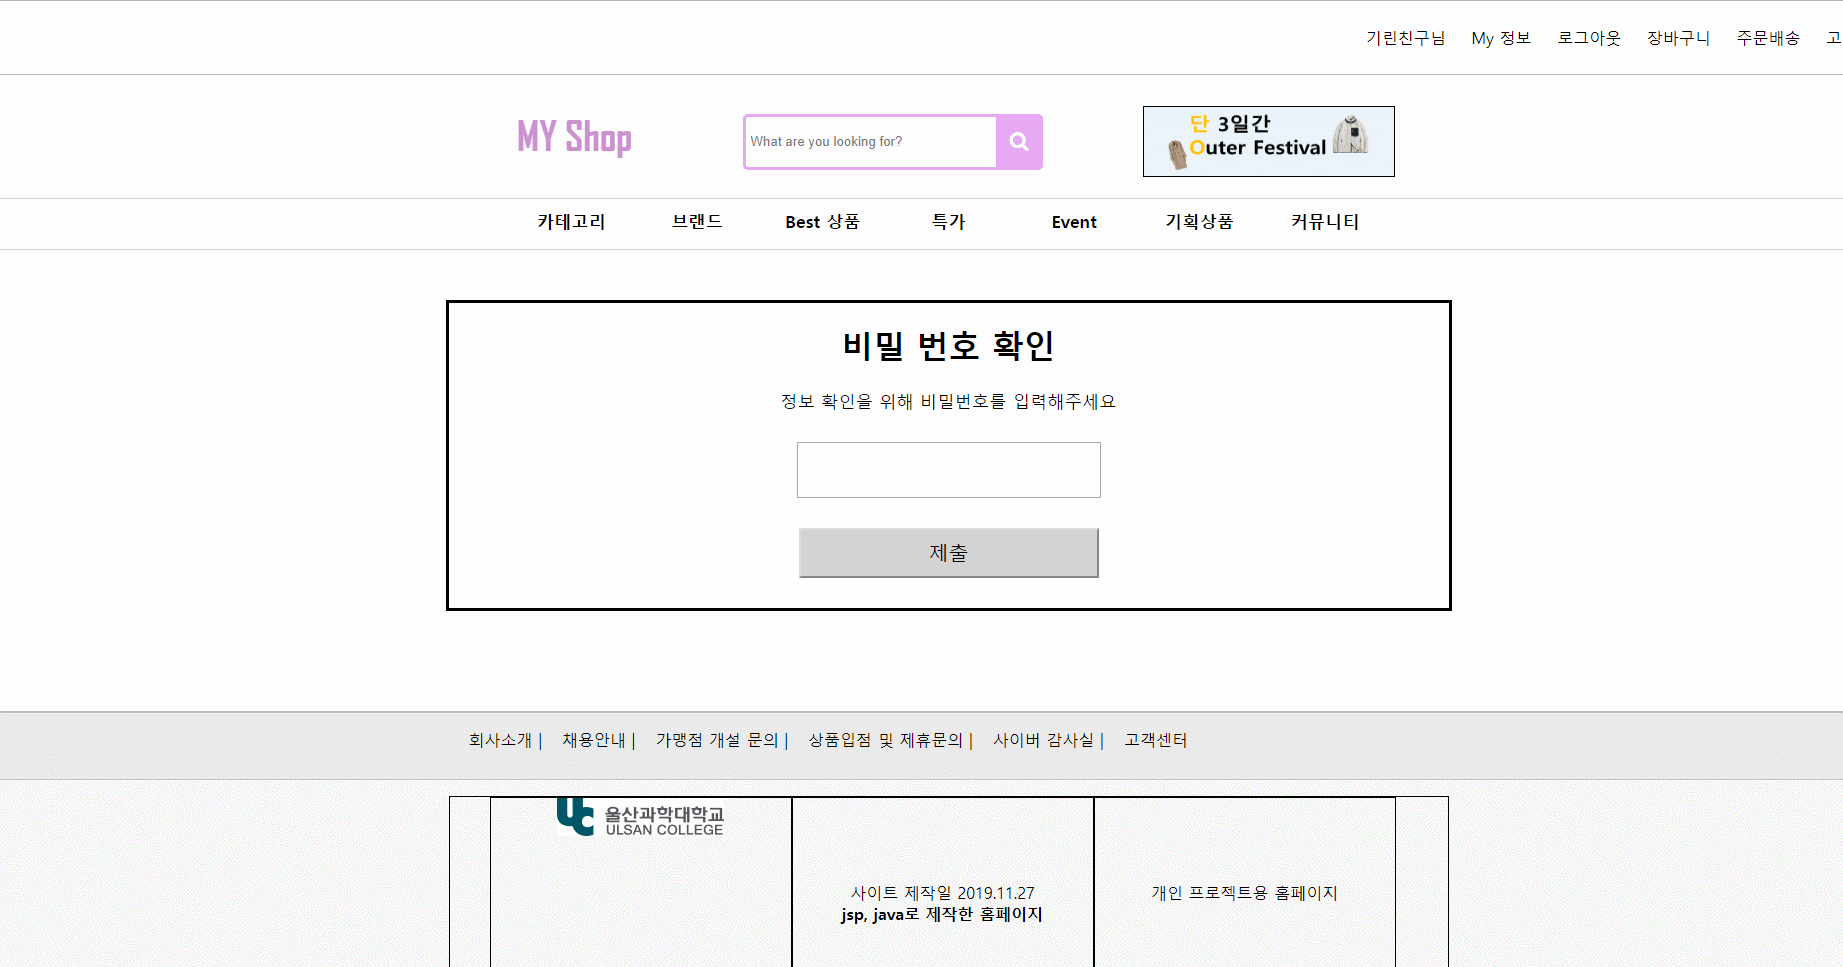 기린친구님 My 정보 로그아웃 장바구니 주문배송 고
MY Shop
What are you looking for?
단 3일간
Outer Festival
카테고리 브랜드 Best 상품 특가 Event 기획상품 커뮤니티
비밀 번호 확인
정보 확인을 위해 비밀번호를 입력해주세요
제출
회사소개 | 채용안내 | 가맹점 개설 문의 | 상품입점 및 제휴문의 | 사이버 감사실 | 고객센터
UC 울산과학대학교
ULSAN COLLEGE
사이트 제작일 2019.11.27
jsp, java로 제작한 홈페이지
개인 프로젝트용 홈페이지